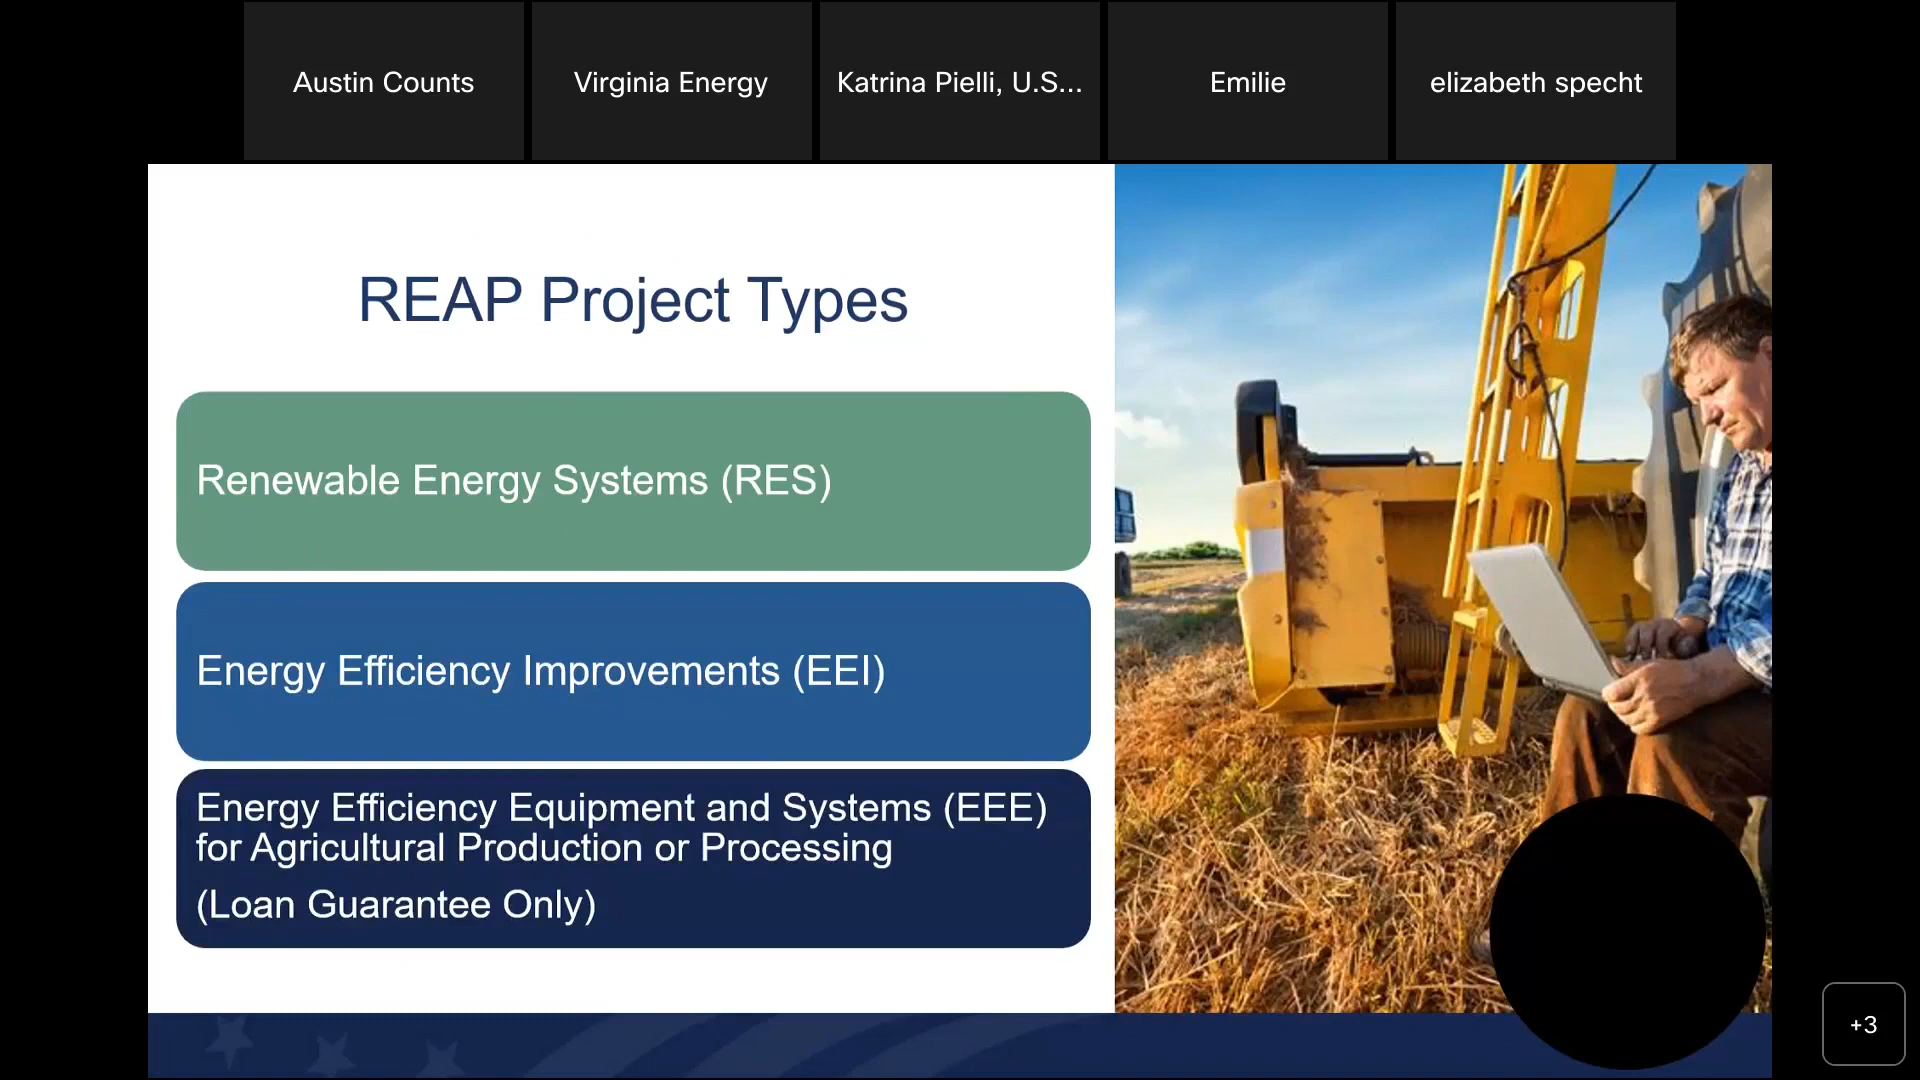 Austin Counts
Virginia Energy
Katrina Pielli, U.S...
Emilie
elizabeth specht
REAP Project Types
Renewable Energy Systems (RES)
Energy Efficiency Improvements (EEI)
Energy Efficiency Equipment and Systems (EEE)
for Agricultural Production or Processing
(Loan Guarantee Only)
+3